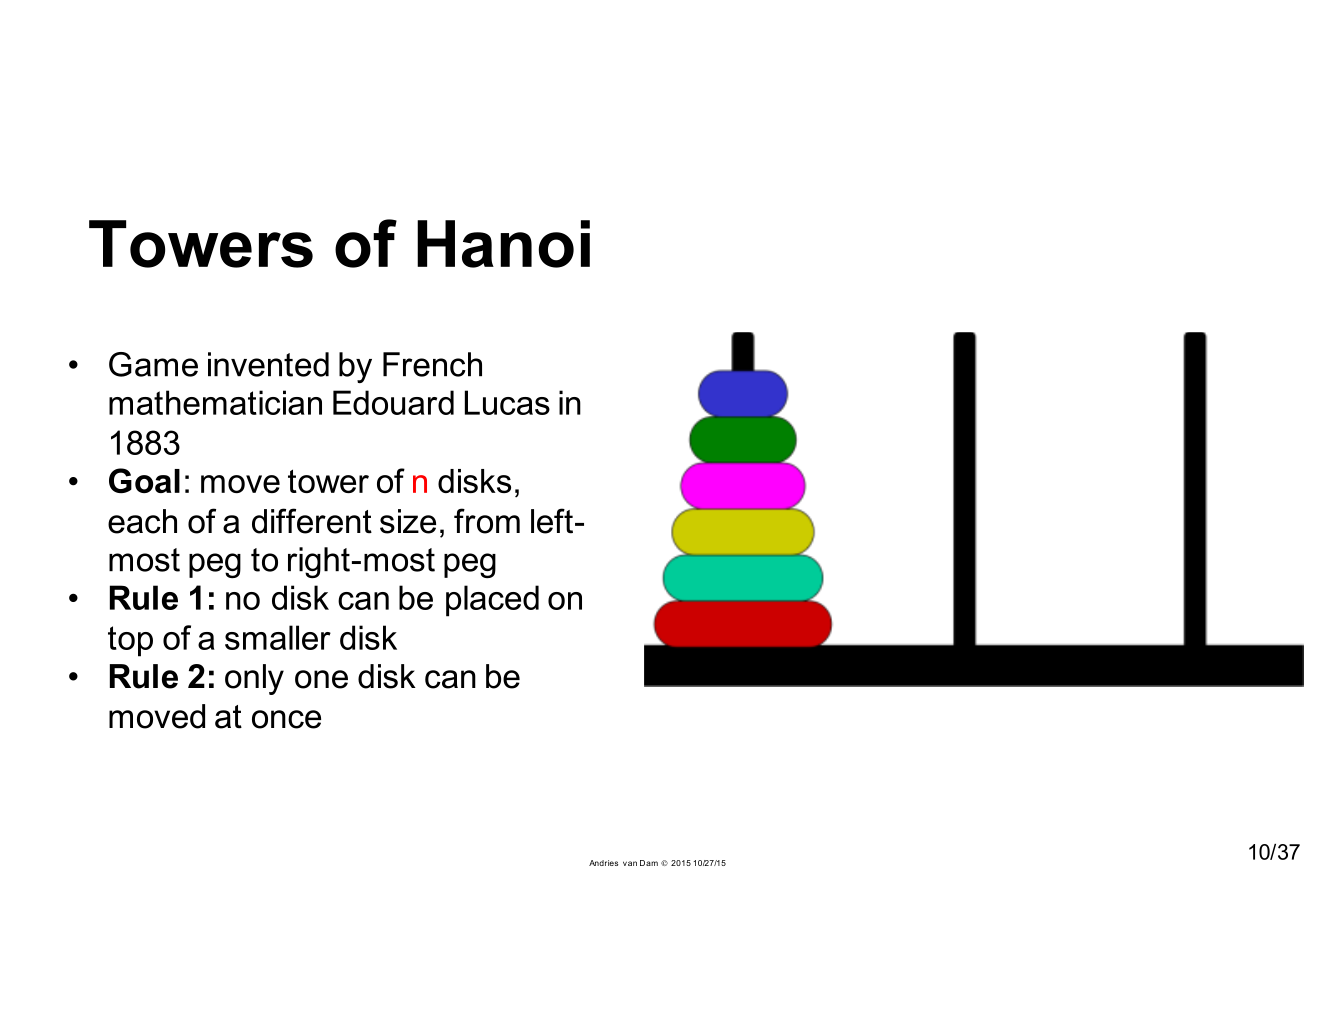 Towers of Hanoi
• Game invented by French
mathematician Edouard Lucas in
1883
• Goal: move tower of n disks,
each of a different size, from left-
most peg to right-most peg
• Rule 1: no disk can be placed on
top of a smaller disk
• Rule 2: only one disk can be
moved at once
Andries van Dam © 2015 10/27/15
10/37